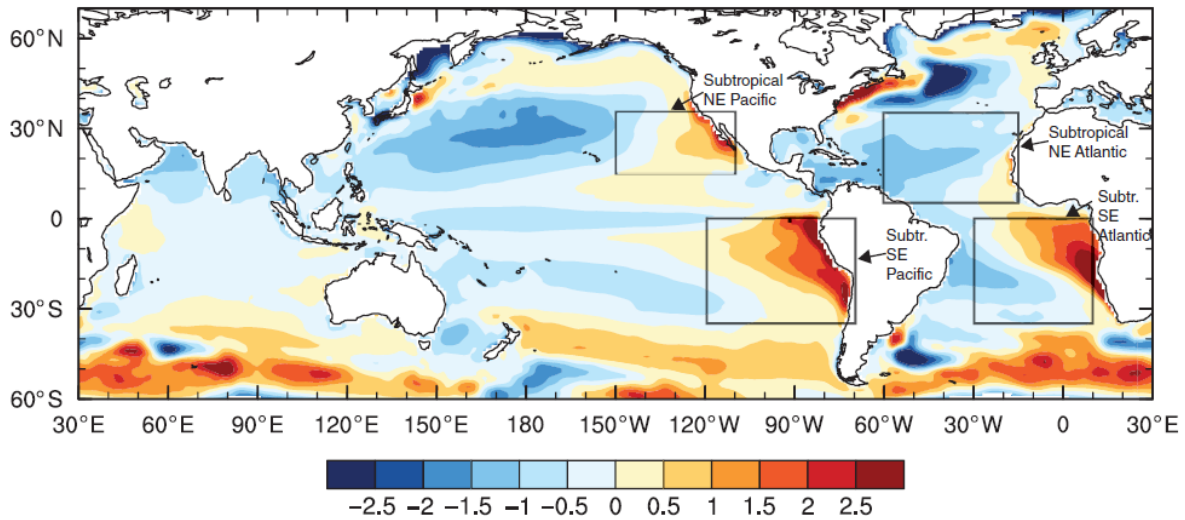 60°N
30°N
0
30°S
60°S
Subtropical
NE Pacific
Subtropical
NE Atlantic
Subtr.
SE
Atlantic
Subtr.
SE
Pacific
30°E 60°E 90°E 120°E 150°E 180 150°W 120°W 90°W 60°W 30°W 0 30°E
−2.5 −2 −1.5 −1 −0.5 0 0.5 1 1.5 2 2.5